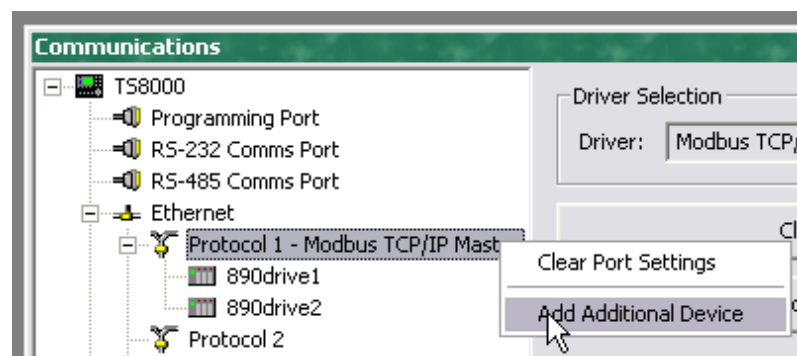 Communications
TS8000
Programming Port
RS-232 Comms Port
RS-485 Comms Port
Ethernet
Protocol 1 - Modbus TCP/IP Mast
890drive1
890drive2
Protocol 2
Driver Selection
Driver: Modbus TCP/
Cl
Clear Port Settings
Add Additional Device